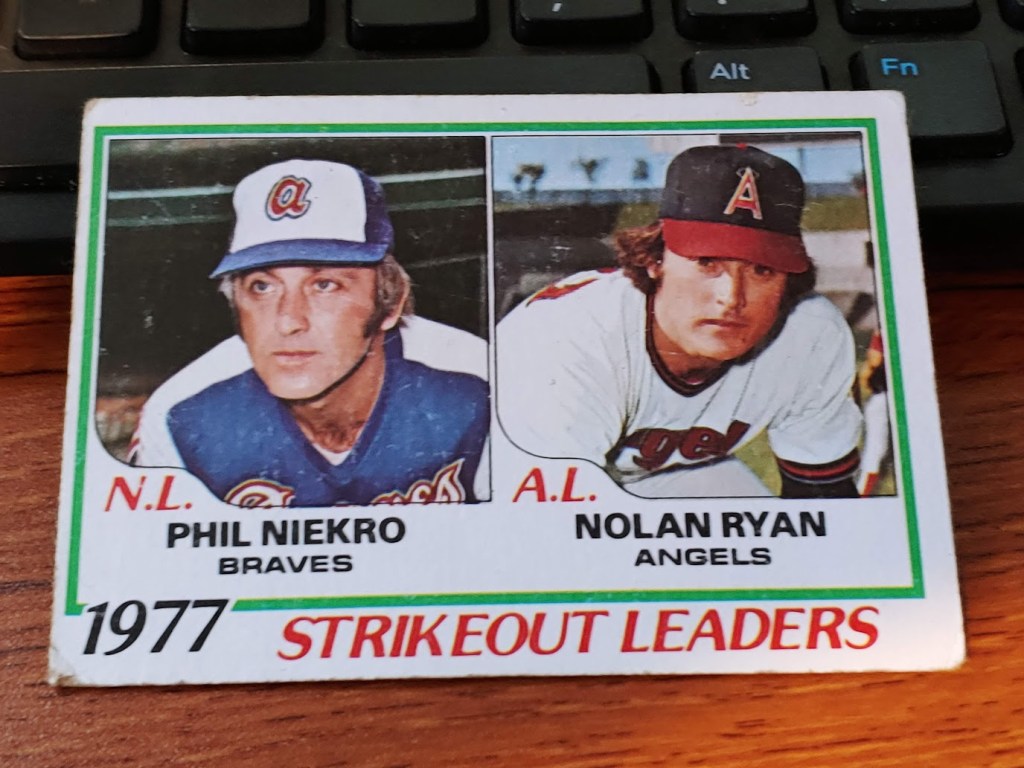 Alt
Fn
a
A
N.L.
PHIL NIEKRO
BRAVES
A.L.
NOLAN RYAN
ANGELS
1977 STRIKEOUT LEADERS